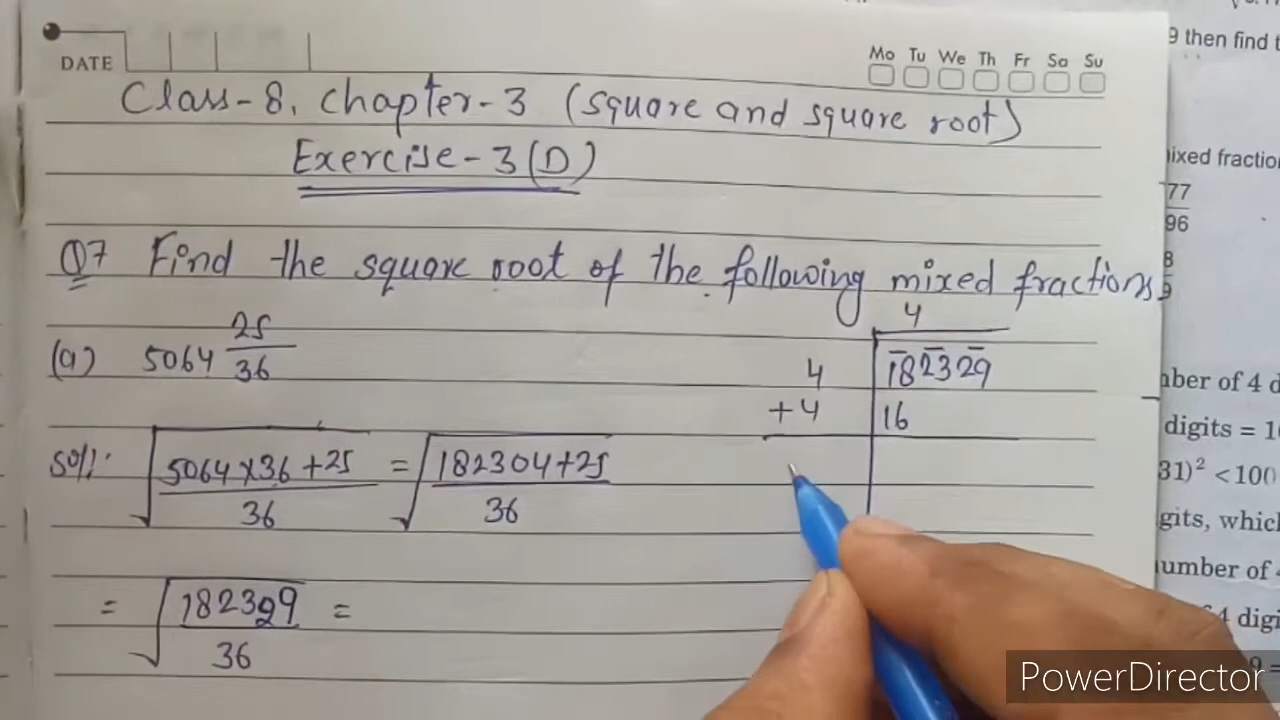 DATE
Mo Tu We Th Fr Sa Su
Class-8, Chapter-3 (square and square root)
Exercise-3(D)
Q7 Find the square root of the following mixed fractions.
(a) 5064 25/36
Sol:
√(5064×36+25)/36 = √(182304+25)/36
= √182329/36 =
4
4 182329
+4 16
9 then find
ixed fractio
77
96
8
9
ber of 4 d
digits = 1
31)² < 100
gits, whic
umber of
4 digi
PowerDirector